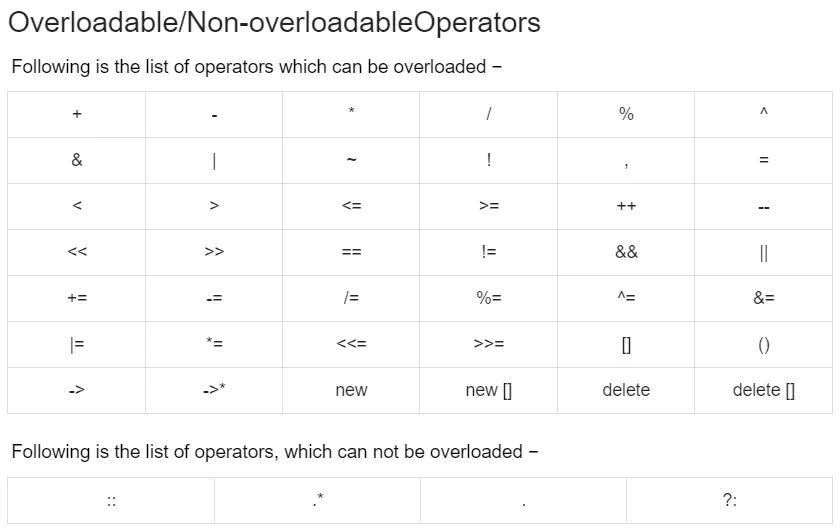 Overloadable/Non-overloadableOperators
Following is the list of operators which can be overloaded −
+ - * / % ^
& | ~ ! , =
< > <= >= ++ --
<< >> == != && ||
+= -= /= %= ^= &=
|= *= <<= >>= [] ()
-> ->* new new [] delete delete []
Following is the list of operators, which can not be overloaded −
:: .* . ?: